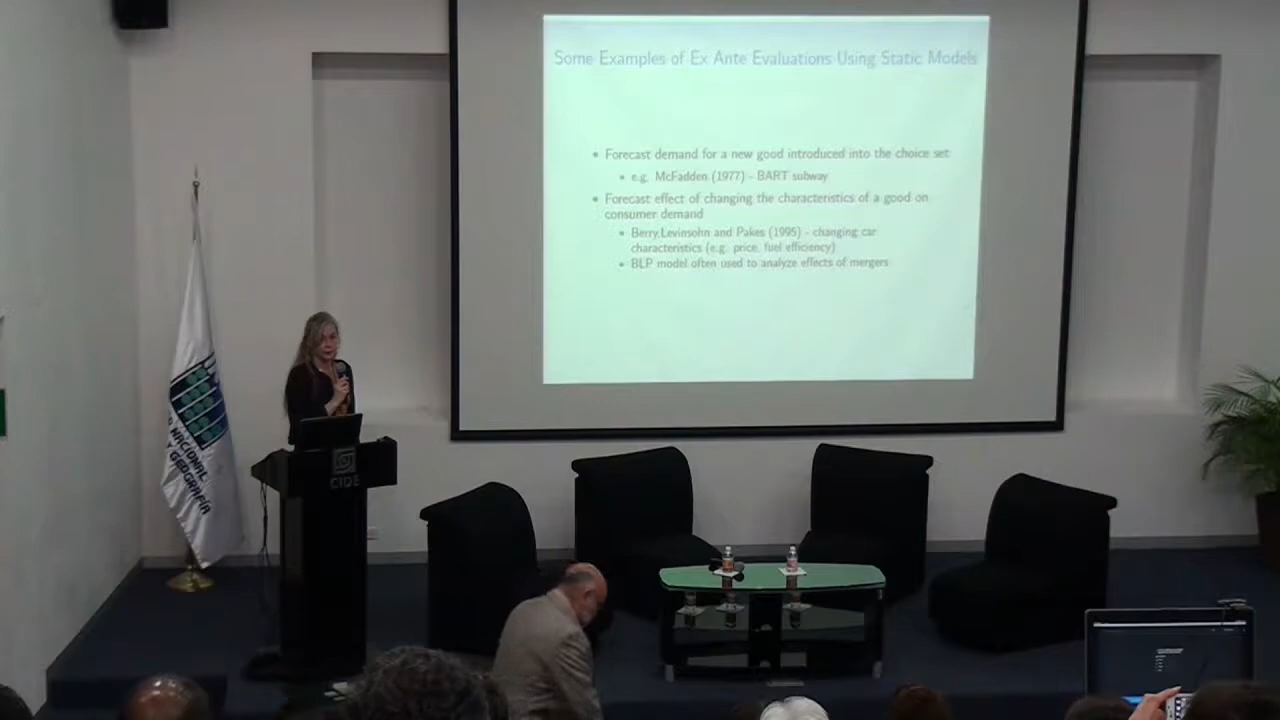 Some Examples of Ex Ante Evaluations Using Static Models
Forecast demand for a new good introduced into the choice set
e.g. McFadden (1977) - BART subway
Forecast effect of changing the characteristics of a good on
consumer demand
Berry,Levinsohn and Pakes (1995) - changing car
characteristics (e.g. price, fuel efficiency)
BLP model often used to analyze effects of mergers
NACIONAL
GEOGRAFÍA
CIDE